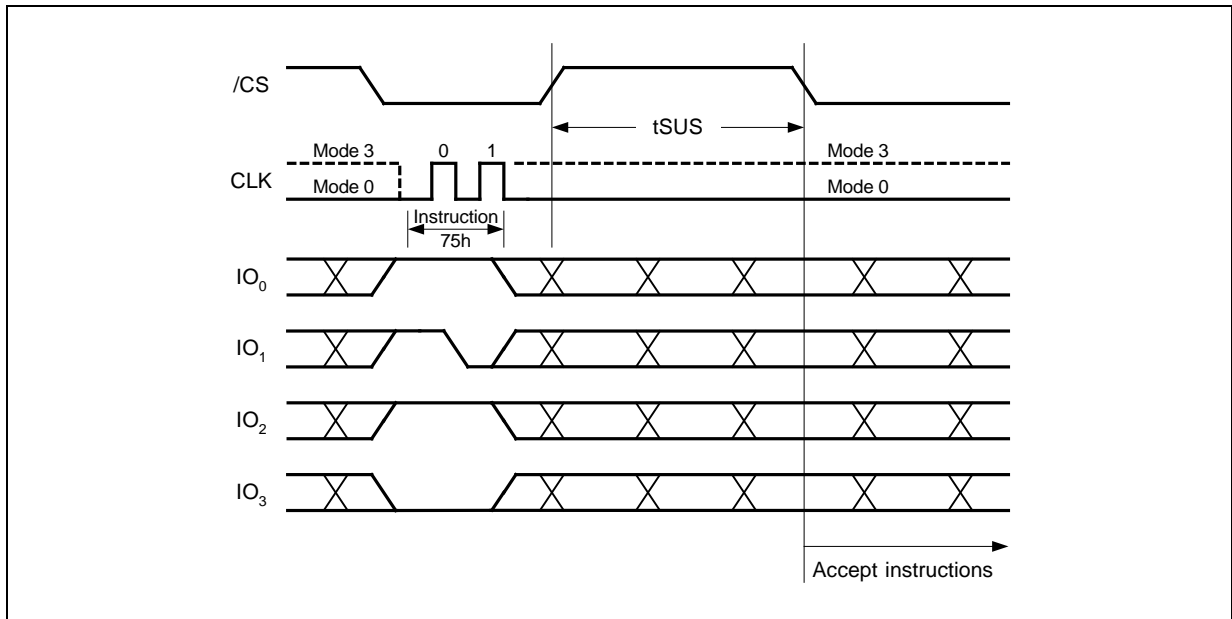 /CS
tSUS
Mode 3 0 1 Mode 3
CLK
Mode 0 Mode 0
Instruction
75h
IO₀
IO₁
IO₂
IO₃
Accept instructions